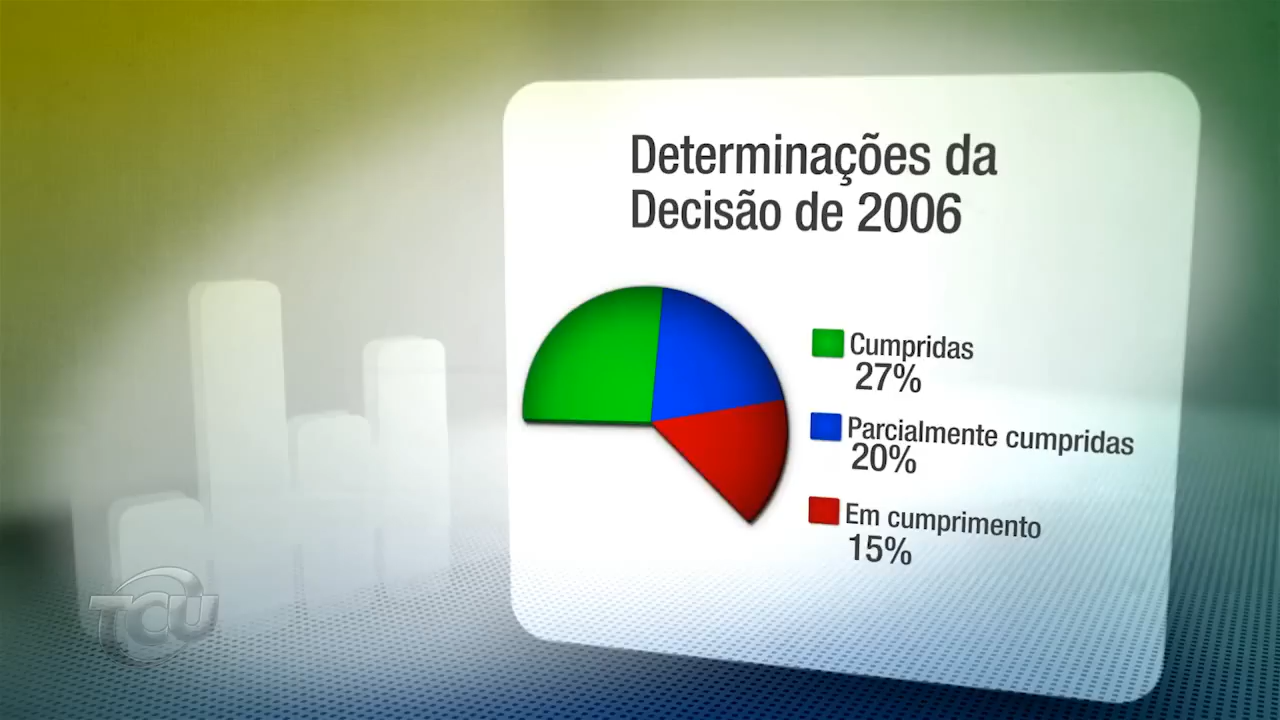 Determinações da
Decisão de 2006
Cumpridas
27%
Parcialmente cumpridas
20%
Em cumprimento
15%
TCU